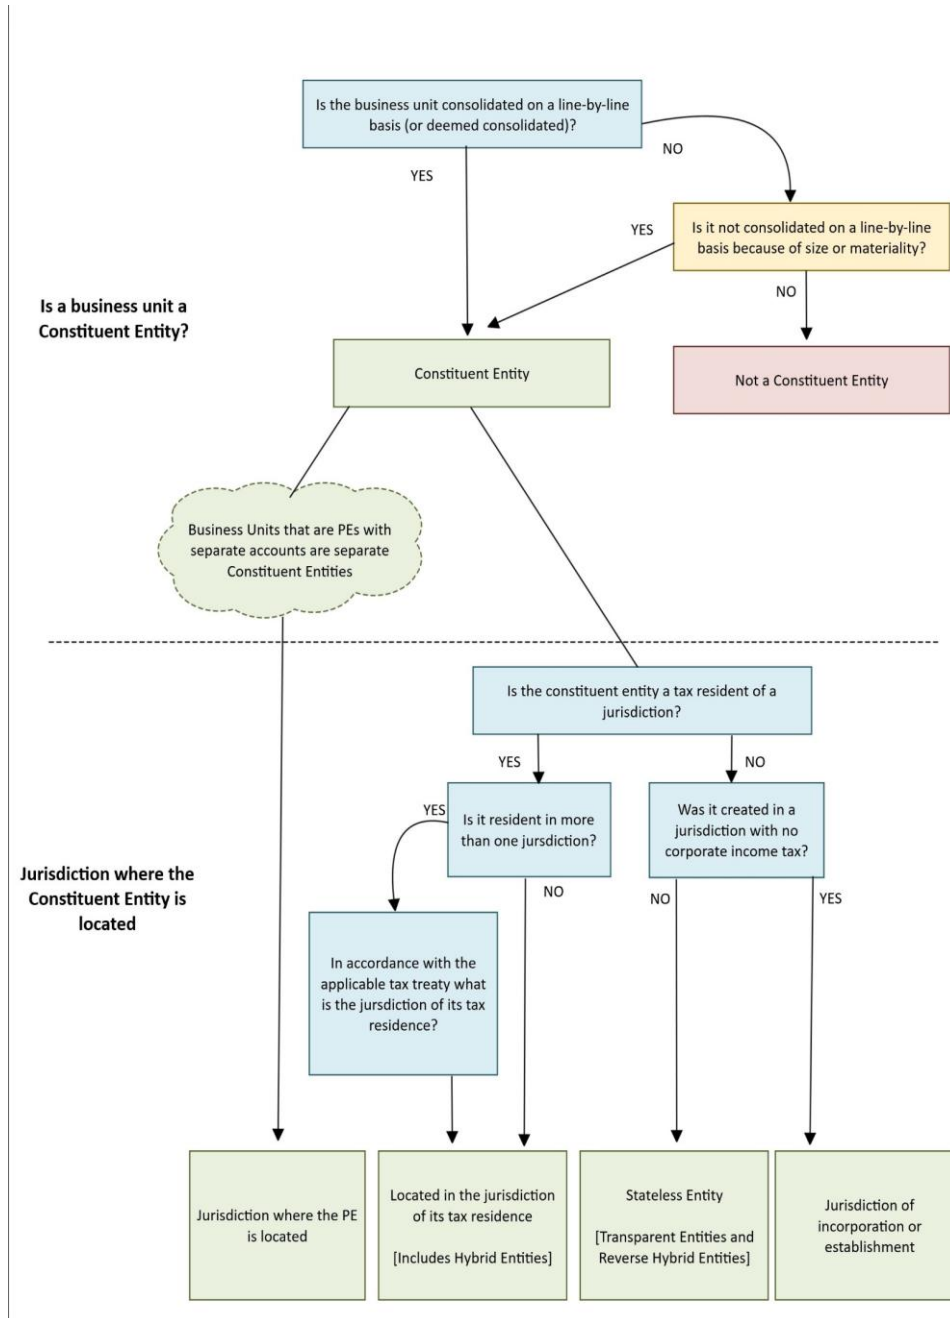 Is the business unit consolidated on a line-by-line
basis (or deemed consolidated)?
NO
YES
Is it not consolidated on a line-by-line
basis because of size or materiality?
YES
NO
Is a business unit a
Constituent Entity?
Constituent Entity
Not a Constituent Entity
Business Units that are PEs with
separate accounts are separate
Constituent Entities
Is the constituent entity a tax resident of a
jurisdiction?
YES
NO
Is it resident in more
than one jursdiction?
YES
Was it created in a
jurisdiction with no
corporate income tax?
Jurisdiction where the
Constituent Entity is
located
NO
NO
YES
In accordance with the
applicable tax treaty what
is the jursdiction of its tax
residence?
Jurisdiction where the PE
is located
Located in the jurisdiction
of its tax residence
[Includes Hybrid Entities]
Stateless Entity
[Transparent Entities and
Reverse Hybrid Entities]
Jurisdiction of
incorporation or
establishment